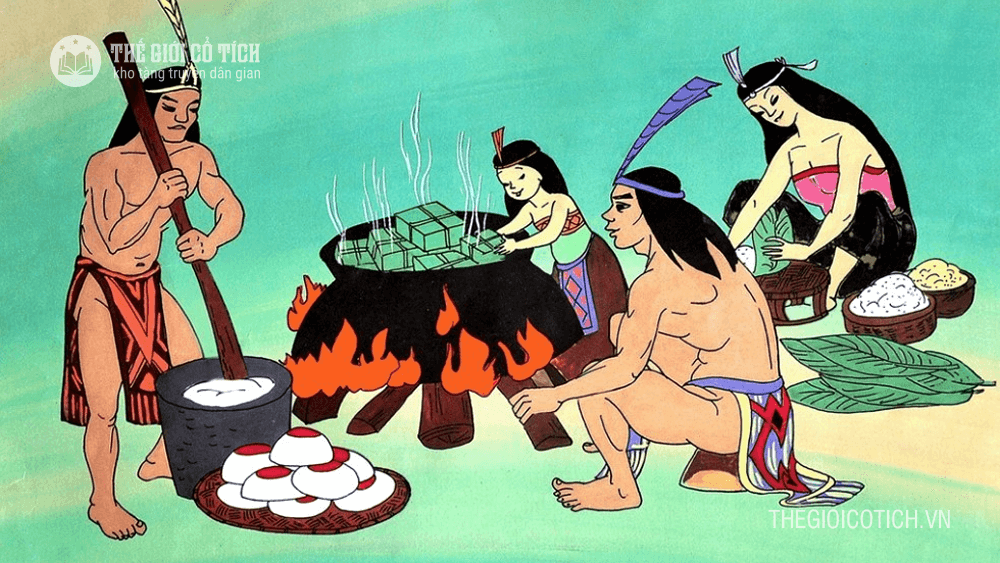 THẾ GIỚI CỔ TÍCH
kho tàng truyện dân gian
THEGIOICOTICH.VN